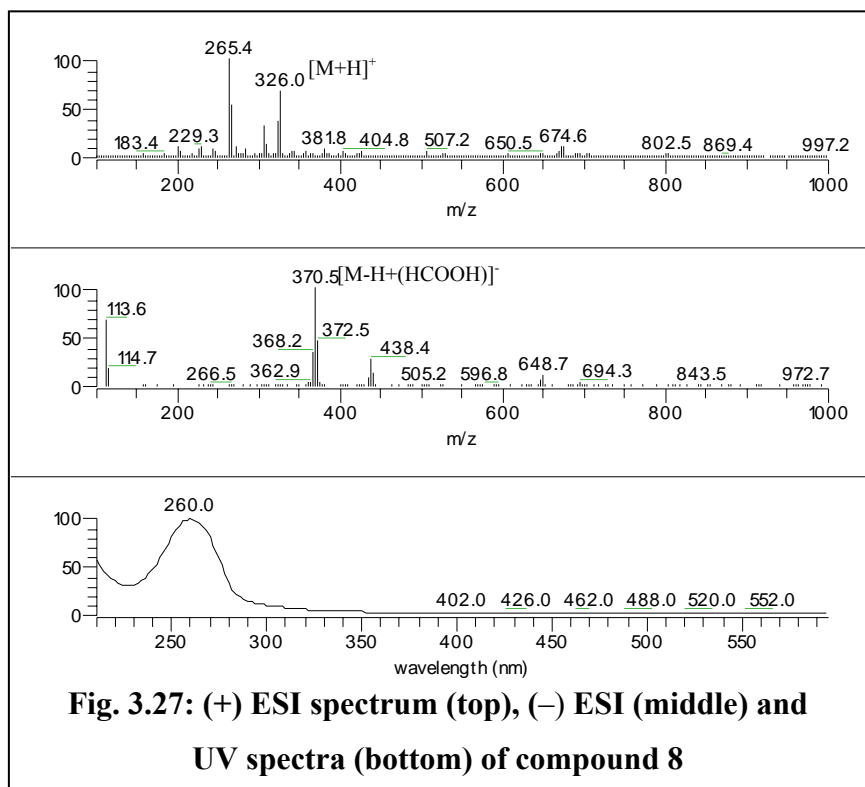 265.4
[M+H]+
326.0
100
50
0
183.4 229.3 381.8 404.8 507.2 650.5 674.6 802.5 869.4 997.2
200 400 600 800 1000
m/z
370.5 [M-H+(HCOOH)]-
100
50
0
113.6
368.2 372.5
114.7 438.4
266.5 362.9 505.2 596.8 648.7 694.3 843.5 972.7
200 400 600 800 1000
m/z
260.0
100
50
0
402.0 426.0 462.0 488.0 520.0 552.0
250 300 350 400 450 500 550
wavelength (nm)
Fig. 3.27: (+) ESI spectrum (top), (–) ESI (middle) and
UV spectra (bottom) of compound 8